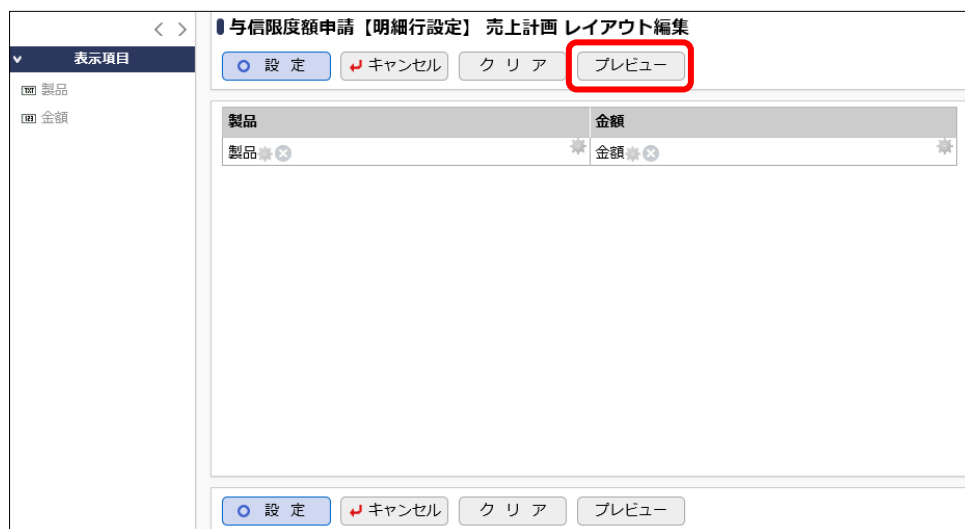 < >
表示項目
TXT 製品
123 金額
与信限度額申請【明細行設定】 売上計画 レイアウト編集
設 定 キャンセル ク リ ア プレビュー
製品 金額
製品 金額
設 定 キャンセル ク リ ア プレビュー